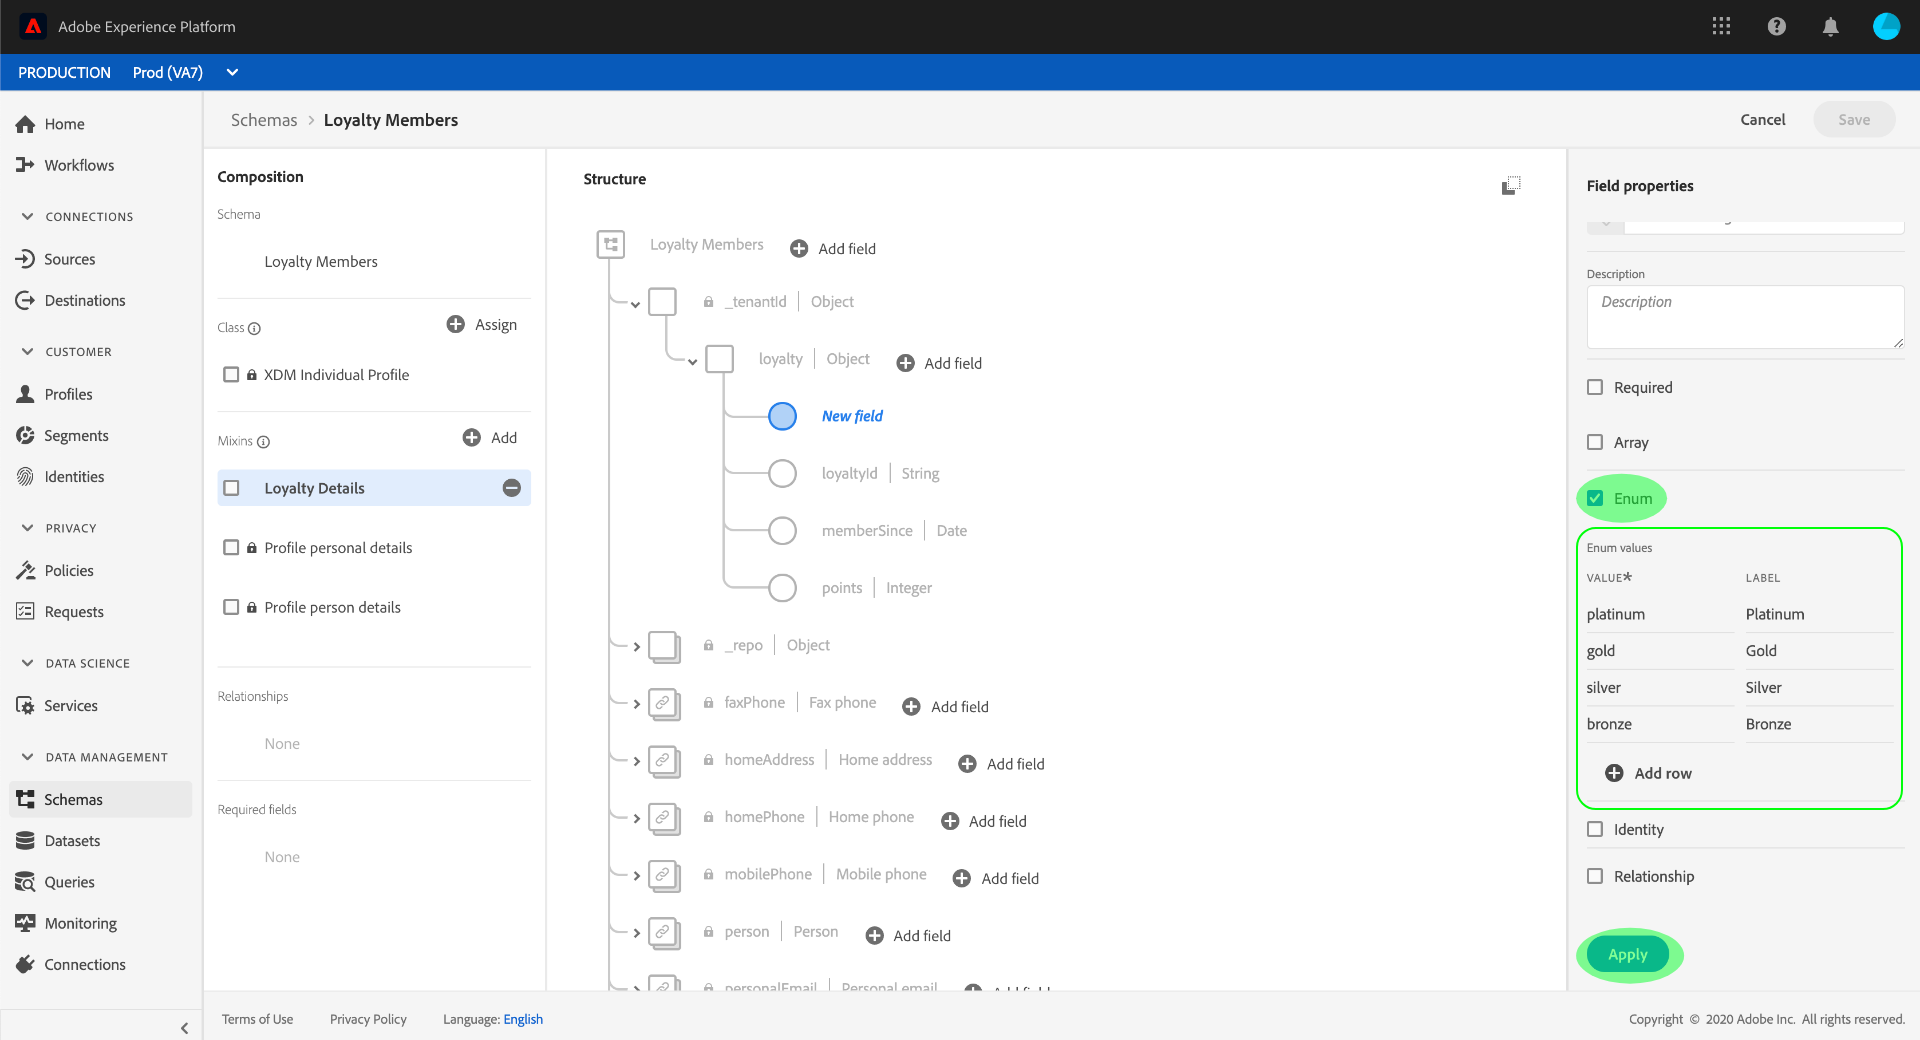 Adobe Experience Platform
PRODUCTION Prod (VA7)
Home
Workflows
CONNECTIONS
Sources
Destinations
CUSTOMER
Profiles
Segments
Identities
PRIVACY
Policies
Requests
DATA SCIENCE
Services
DATA MANAGEMENT
Schemas
Datasets
Queries
Monitoring
Connections
Schemas > Loyalty Members
Cancel
Save
Composition
Schema
Loyalty Members
Class
Assign
XDM Individual Profile
Mixins
Add
Loyalty Details
Profile personal details
Profile person details
Relationships
None
Required fields
None
Structure
Loyalty Members Add field
_tenantId | Object
loyalty | Object Add field
New field
loyaltyId | String
memberSince | Date
points | Integer
_repo | Object
faxPhone | Fax phone Add field
homeAddress | Home address Add field
homePhone | Home phone Add field
mobilePhone | Mobile phone Add field
person | Person Add field
personalEmail | Personal email Add field
Field properties
Description
Description
Required
Array
Enum
Enum values
VALUE* LABEL
platinum Platinum
gold Gold
silver Silver
bronze Bronze
Add row
Identity
Relationship
Apply
Terms of Use Privacy Policy Language: English
Copyright © 2020 Adobe Inc. All rights reserved.